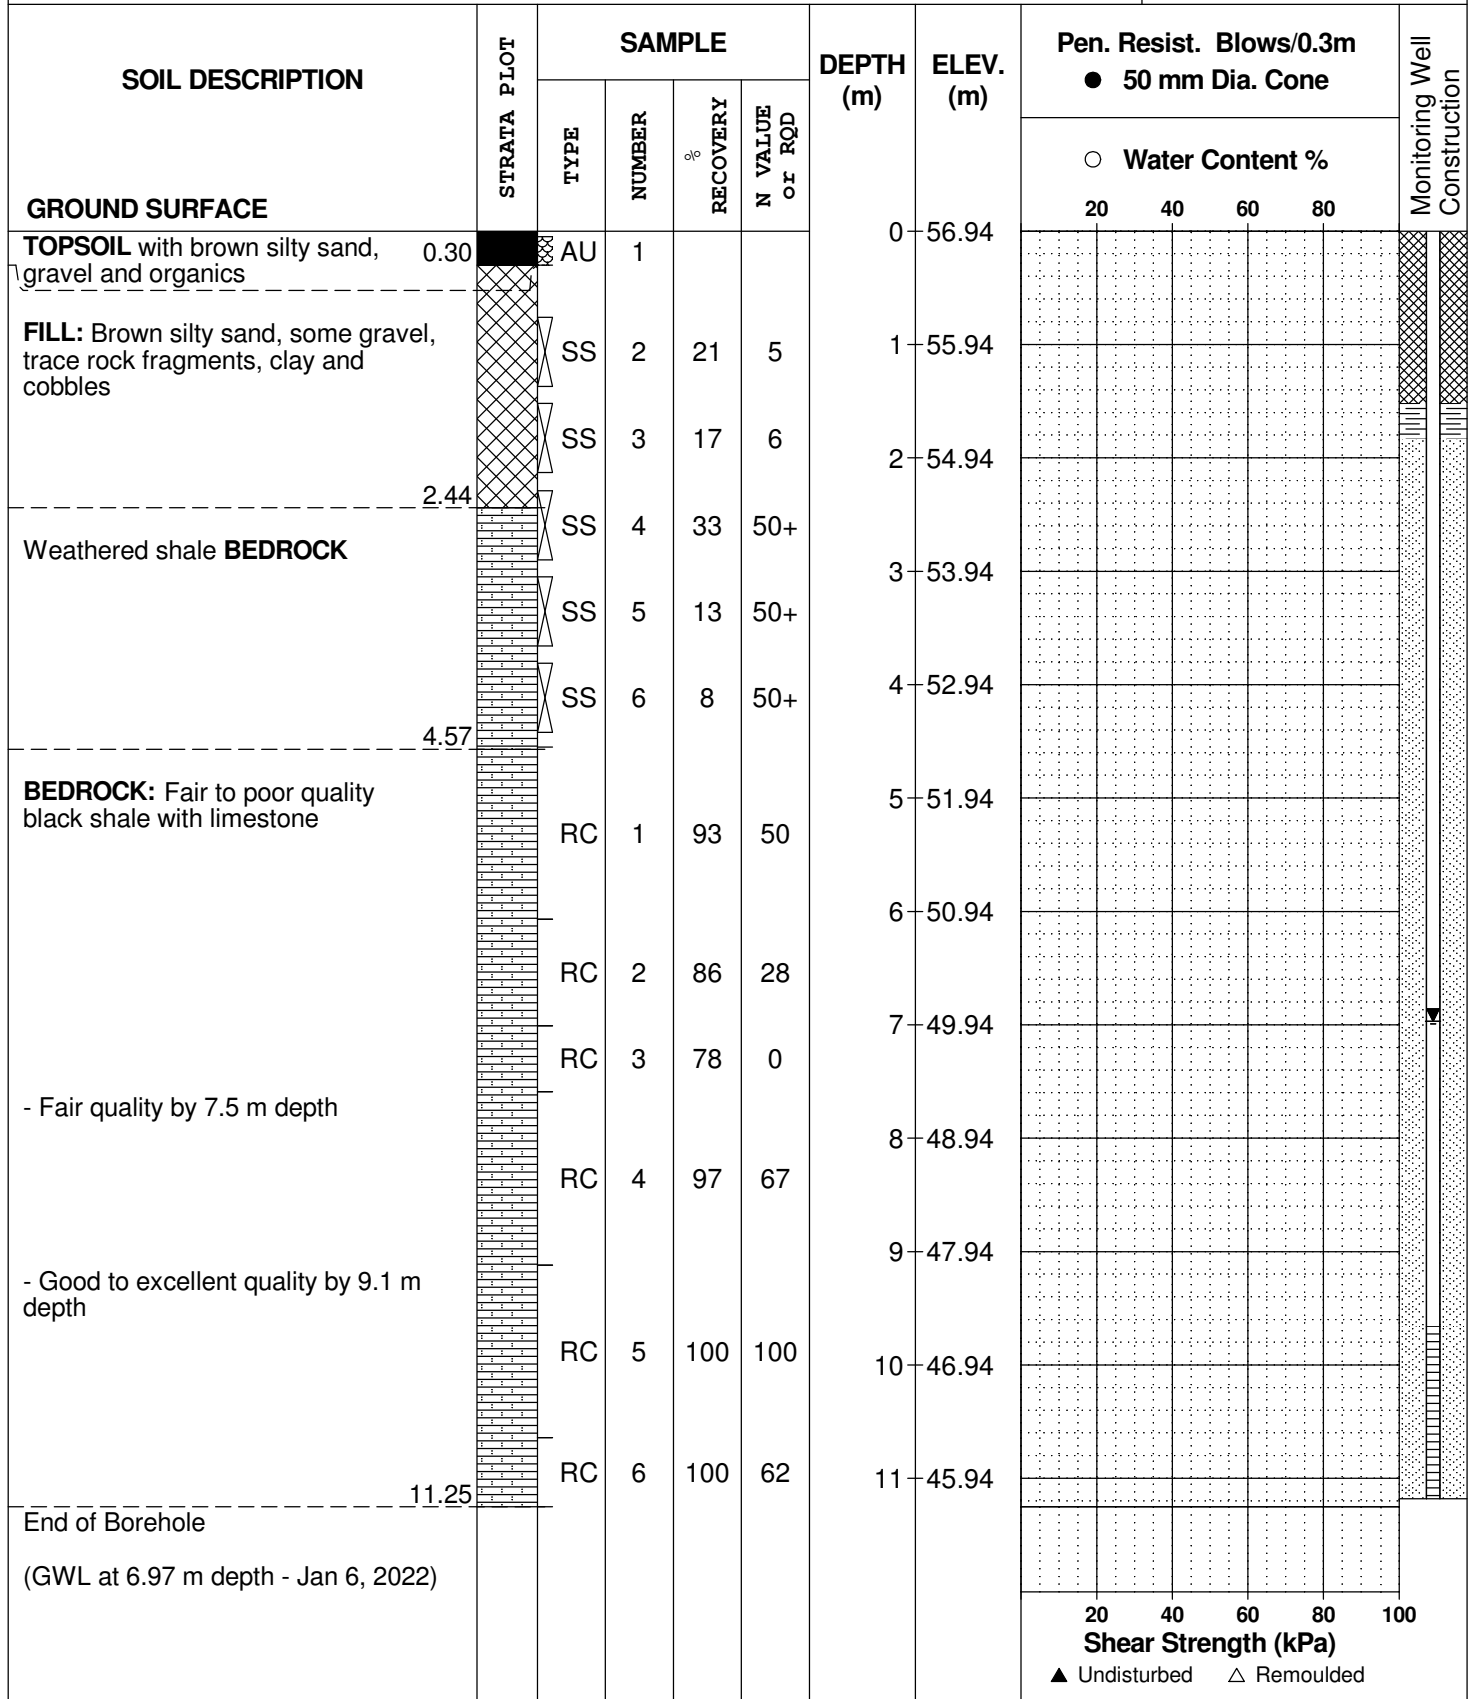 SOIL DESCRIPTION
GROUND SURFACE
STRATA PLOT
SAMPLE
TYPE
NUMBER
% RECOVERY
N VALUE or RQD
DEPTH (m)
ELEV. (m)
Pen. Resist. Blows/0.3m
● 50 mm Dia. Cone
○ Water Content %
20 40 60 80
Monitoring Well
Construction
0 56.94
TOPSOIL with brown silty sand, 0.30
gravel and organics
AU 1
FILL: Brown silty sand, some gravel,
trace rock fragments, clay and
cobbles
SS 2 21 5
1 55.94
SS 3 17 6
2 54.94
2.44
SS 4 33 50+
Weathered shale BEDROCK
3 53.94
SS 5 13 50+
SS 6 8 50+
4 52.94
4.57
BEDROCK: Fair to poor quality
black shale with limestone
5 51.94
RC 1 93 50
6 50.94
RC 2 86 28
7 49.94
RC 3 78 0
- Fair quality by 7.5 m depth
8 48.94
RC 4 97 67
9 47.94
- Good to excellent quality by 9.1 m
depth
RC 5 100 100
10 46.94
RC 6 100 62
11 45.94
11.25
End of Borehole
(GWL at 6.97 m depth - Jan 6, 2022)
20 40 60 80 100
Shear Strength (kPa)
▲ Undisturbed △ Remoulded